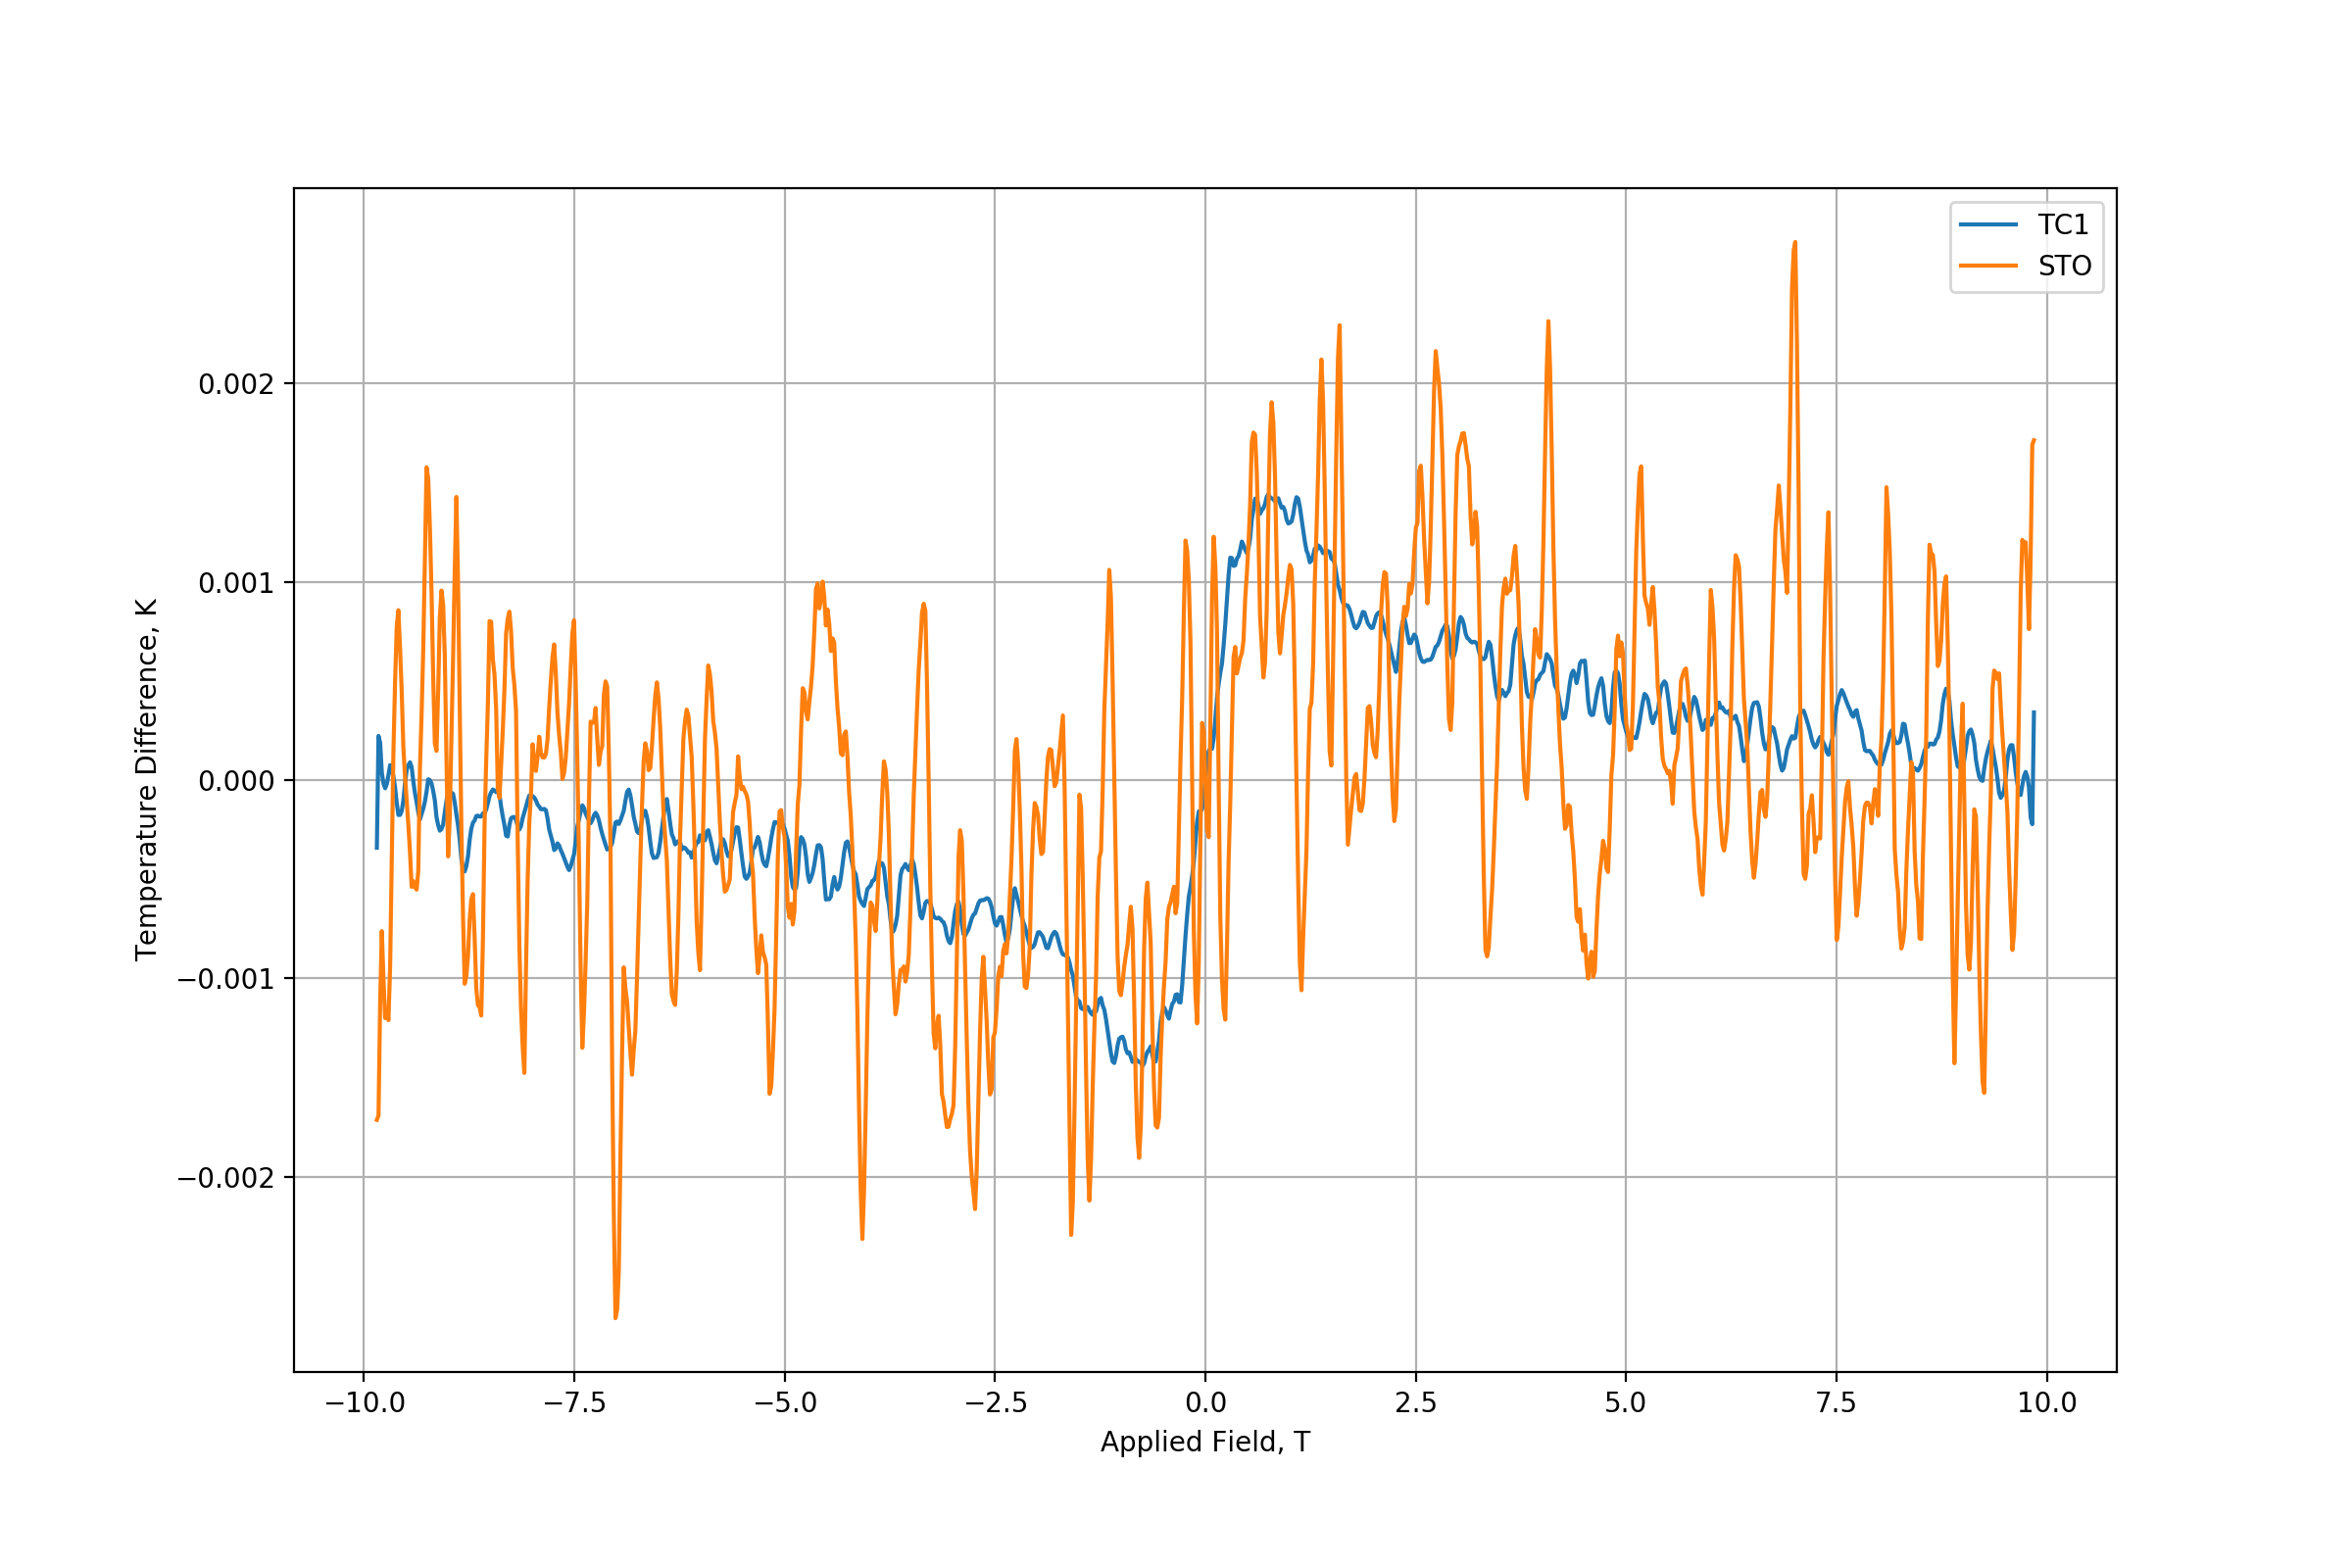 TC1
STO
0.002
0.001
0.000
−0.001
−0.002
Temperature Difference, K
−10.0 −7.5 −5.0 −2.5 0.0 2.5 5.0 7.5 10.0
Applied Field, T